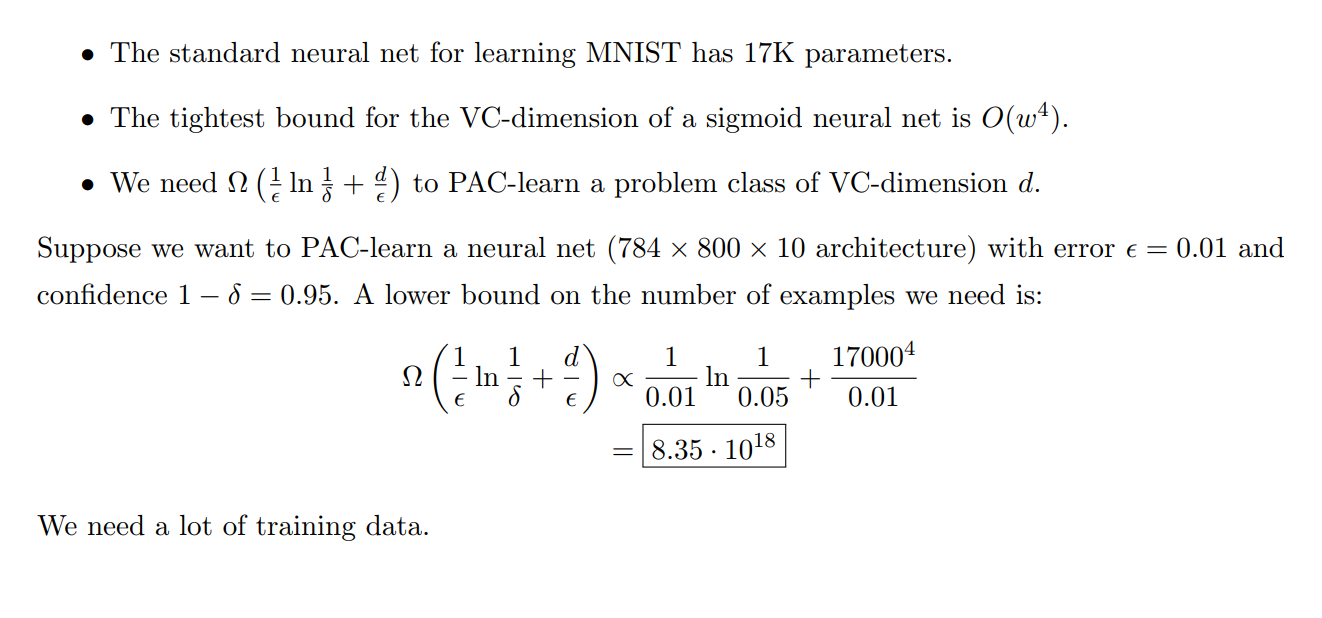 • The standard neural net for learning MNIST has 17K parameters.
• The tightest bound for the VC-dimension of a sigmoid neural net is O(w⁴).
• We need Ω (1/ϵ ln 1/δ + d/ϵ) to PAC-learn a problem class of VC-dimension d.
Suppose we want to PAC-learn a neural net (784 × 800 × 10 architecture) with error ϵ = 0.01 and
confidence 1 − δ = 0.95. A lower bound on the number of examples we need is:
Ω (1/ϵ ln 1/δ + d/ϵ) ∝ 1/0.01 ln 1/0.05 + 17000⁴/0.01
= 8.35 · 10¹⁸
We need a lot of training data.